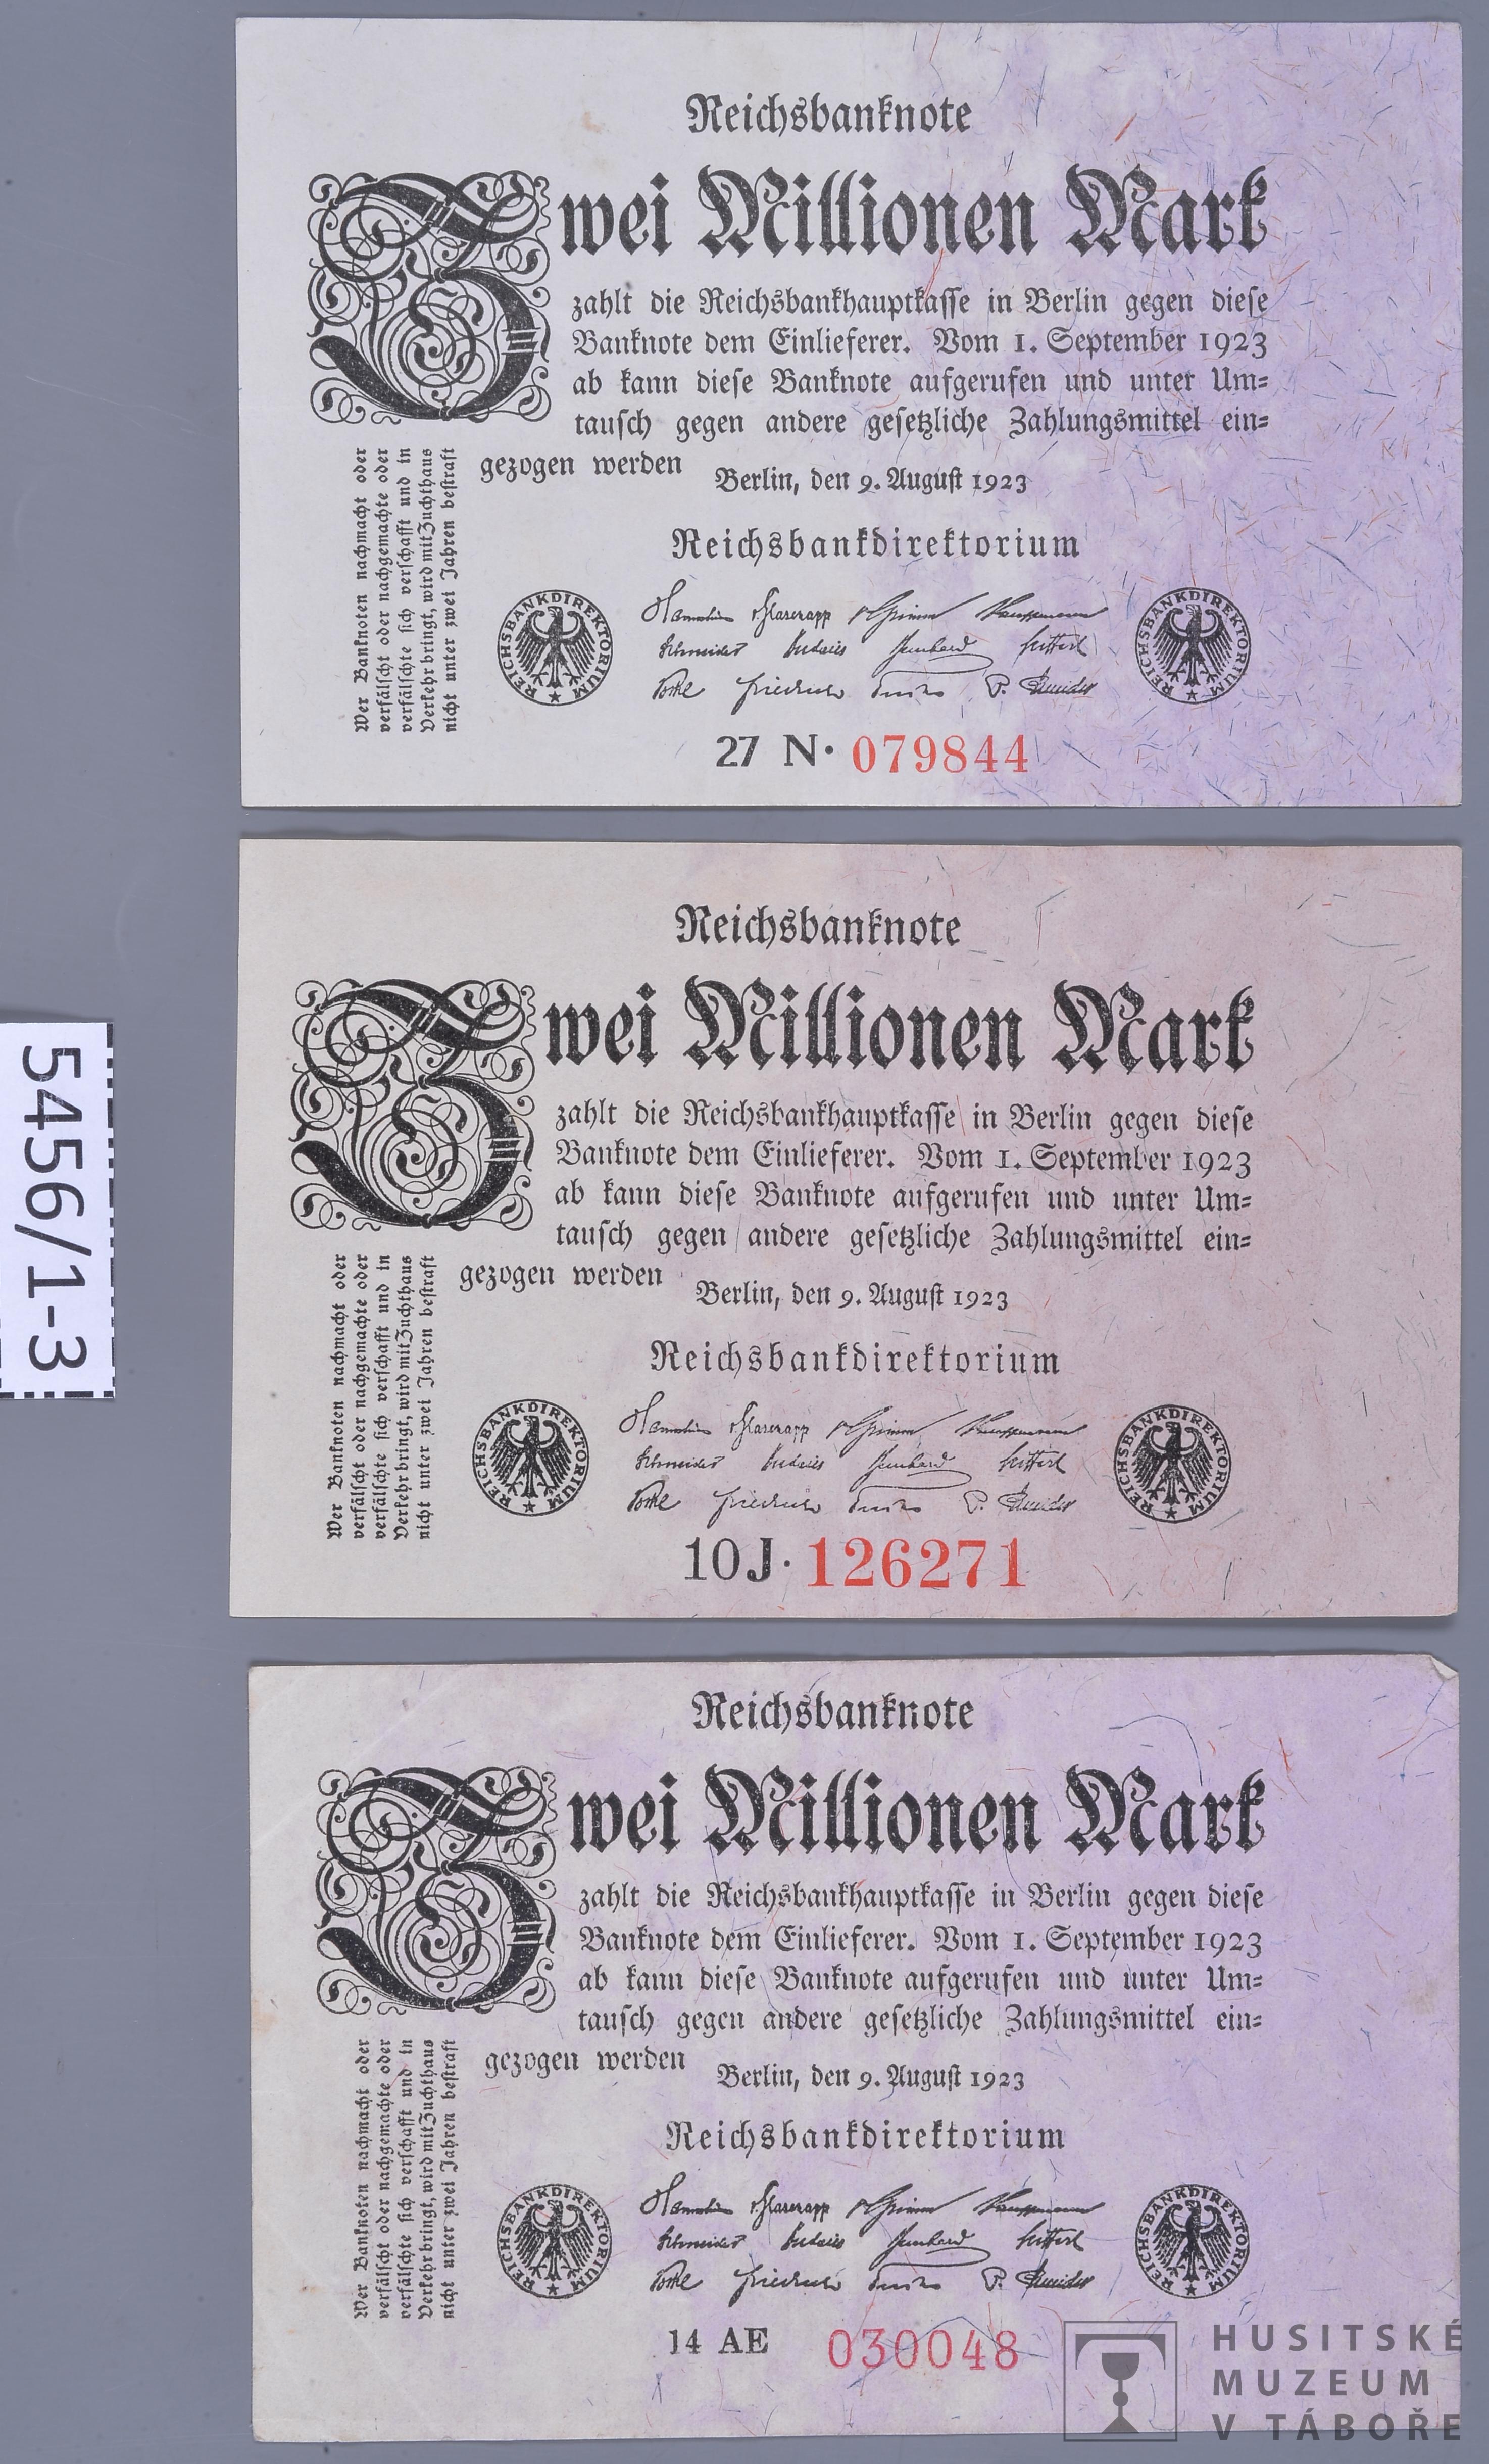 Reichsbanknote
Zwei Millionen Mark
zahlt die Reichsbankhauptkasse in Berlin gegen diese
Banknote dem Einlieferer. Vom 1. September 1923
ab kann diese Banknote aufgerufen und unter Um=
tausch gegen andere gesetzliche Zahlungsmittel ein=
gezogen werden
Berlin, den 9. August 1923
Reichsbankdirektorium
REICHSBANKDIREKTORIUM
REICHSBANKDIREKTORIUM
27 N· 079844
Wer Banknoten nachmacht oder
verfälscht oder nachgemachte oder
verfälschte sich verschafft und in
Verkehr bringt, wird mit Zuchthaus
nicht unter zwei Jahren bestraft
Reichsbanknote
Zwei Millionen Mark
zahlt die Reichsbankhauptkasse in Berlin gegen diese
Banknote dem Einlieferer. Vom 1. September 1923
ab kann diese Banknote aufgerufen und unter Um=
tausch gegen andere gesetzliche Zahlungsmittel ein=
gezogen werden
Berlin, den 9. August 1923
Reichsbankdirektorium
REICHSBANKDIREKTORIUM
REICHSBANKDIREKTORIUM
10J· 126271
Wer Banknoten nachmacht oder
verfälscht oder nachgemachte oder
verfälschte sich verschafft und in
Verkehr bringt, wird mit Zuchthaus
nicht unter zwei Jahren bestraft
5456/1-3
Reichsbanknote
Zwei Millionen Mark
zahlt die Reichsbankhauptkasse in Berlin gegen diese
Banknote dem Einlieferer. Vom 1. September 1923
ab kann diese Banknote aufgerufen und unter Um=
tausch gegen andere gesetzliche Zahlungsmittel ein=
gezogen werden
Berlin, den 9. August 1923
Reichsbankdirektorium
REICHSBANKDIREKTORIUM
REICHSBANKDIREKTORIUM
14 AE 030048
Wer Banknoten nachmacht oder
verfälscht oder nachgemachte oder
verfälschte sich verschafft und in
Verkehr bringt, wird mit Zuchthaus
nicht unter zwei Jahren bestraft
HUSITSKÉ
MUZEUM
V TÁBOŘE